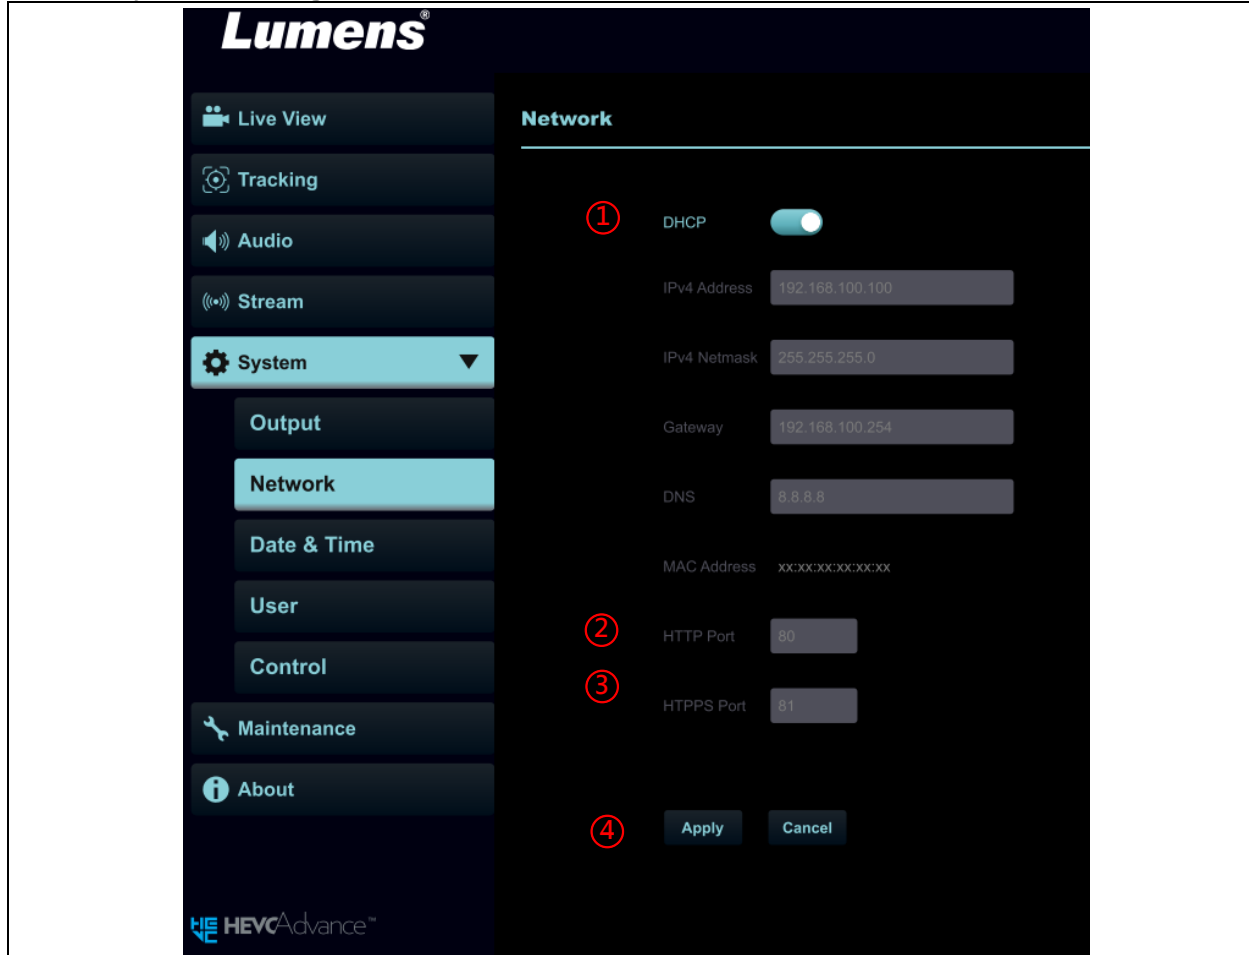 Lumens®
Live View
Tracking
Audio
Stream
System
Output
Network
Date & Time
User
Control
Maintenance
About
HEVCAdvance™
Network
① DHCP
IPv4 Address 192.168.100.100
IPv4 Netmask 255.255.255.0
Gateway 192.168.100.254
DNS 8.8.8.8
MAC Address xx:xx:xx:xx:xx:xx
② HTTP Port 80
③ HTPPS Port 81
④ Apply Cancel